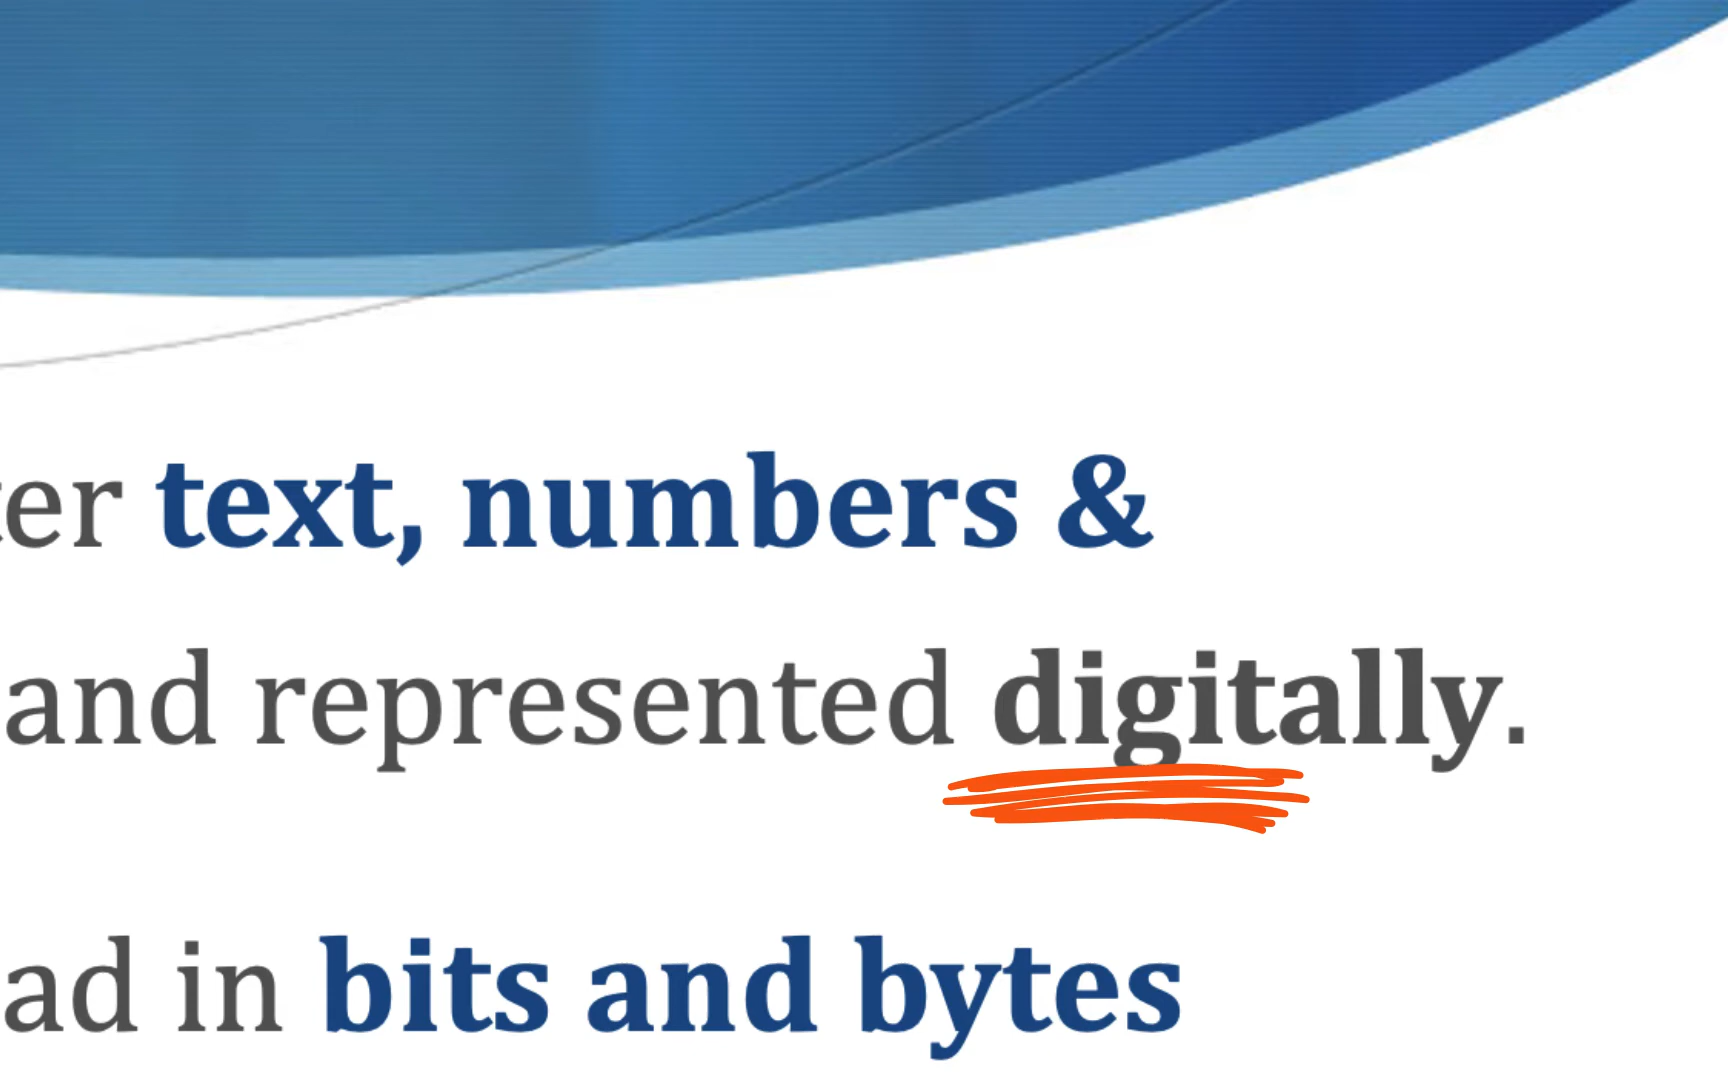 er text, numbers &
and represented digitally.
ad in bits and bytes